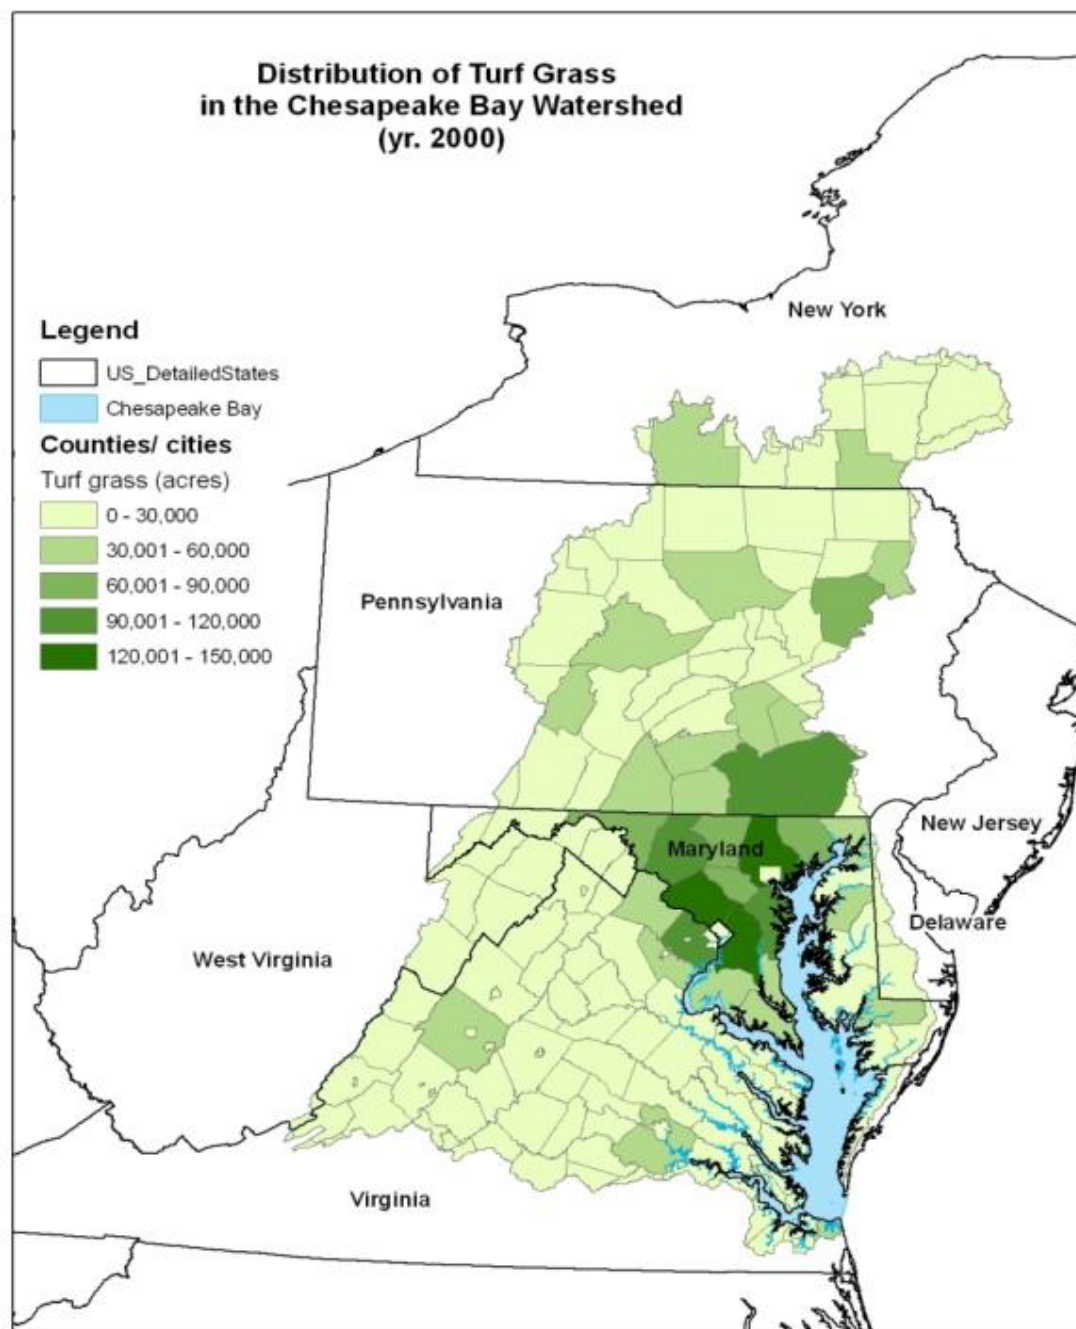 Distribution of Turf Grass
in the Chesapeake Bay Watershed
(yr. 2000)
New York
Legend
US_DetailedStates
Chesapeake Bay
Counties/ cities
Turf grass (acres)
0 - 30,000
30,001 - 60,000
60,001 - 90,000
90,001 - 120,000
120,001 - 150,000
Pennsylvania
New Jersey
Maryland
Delaware
West Virginia
Virginia